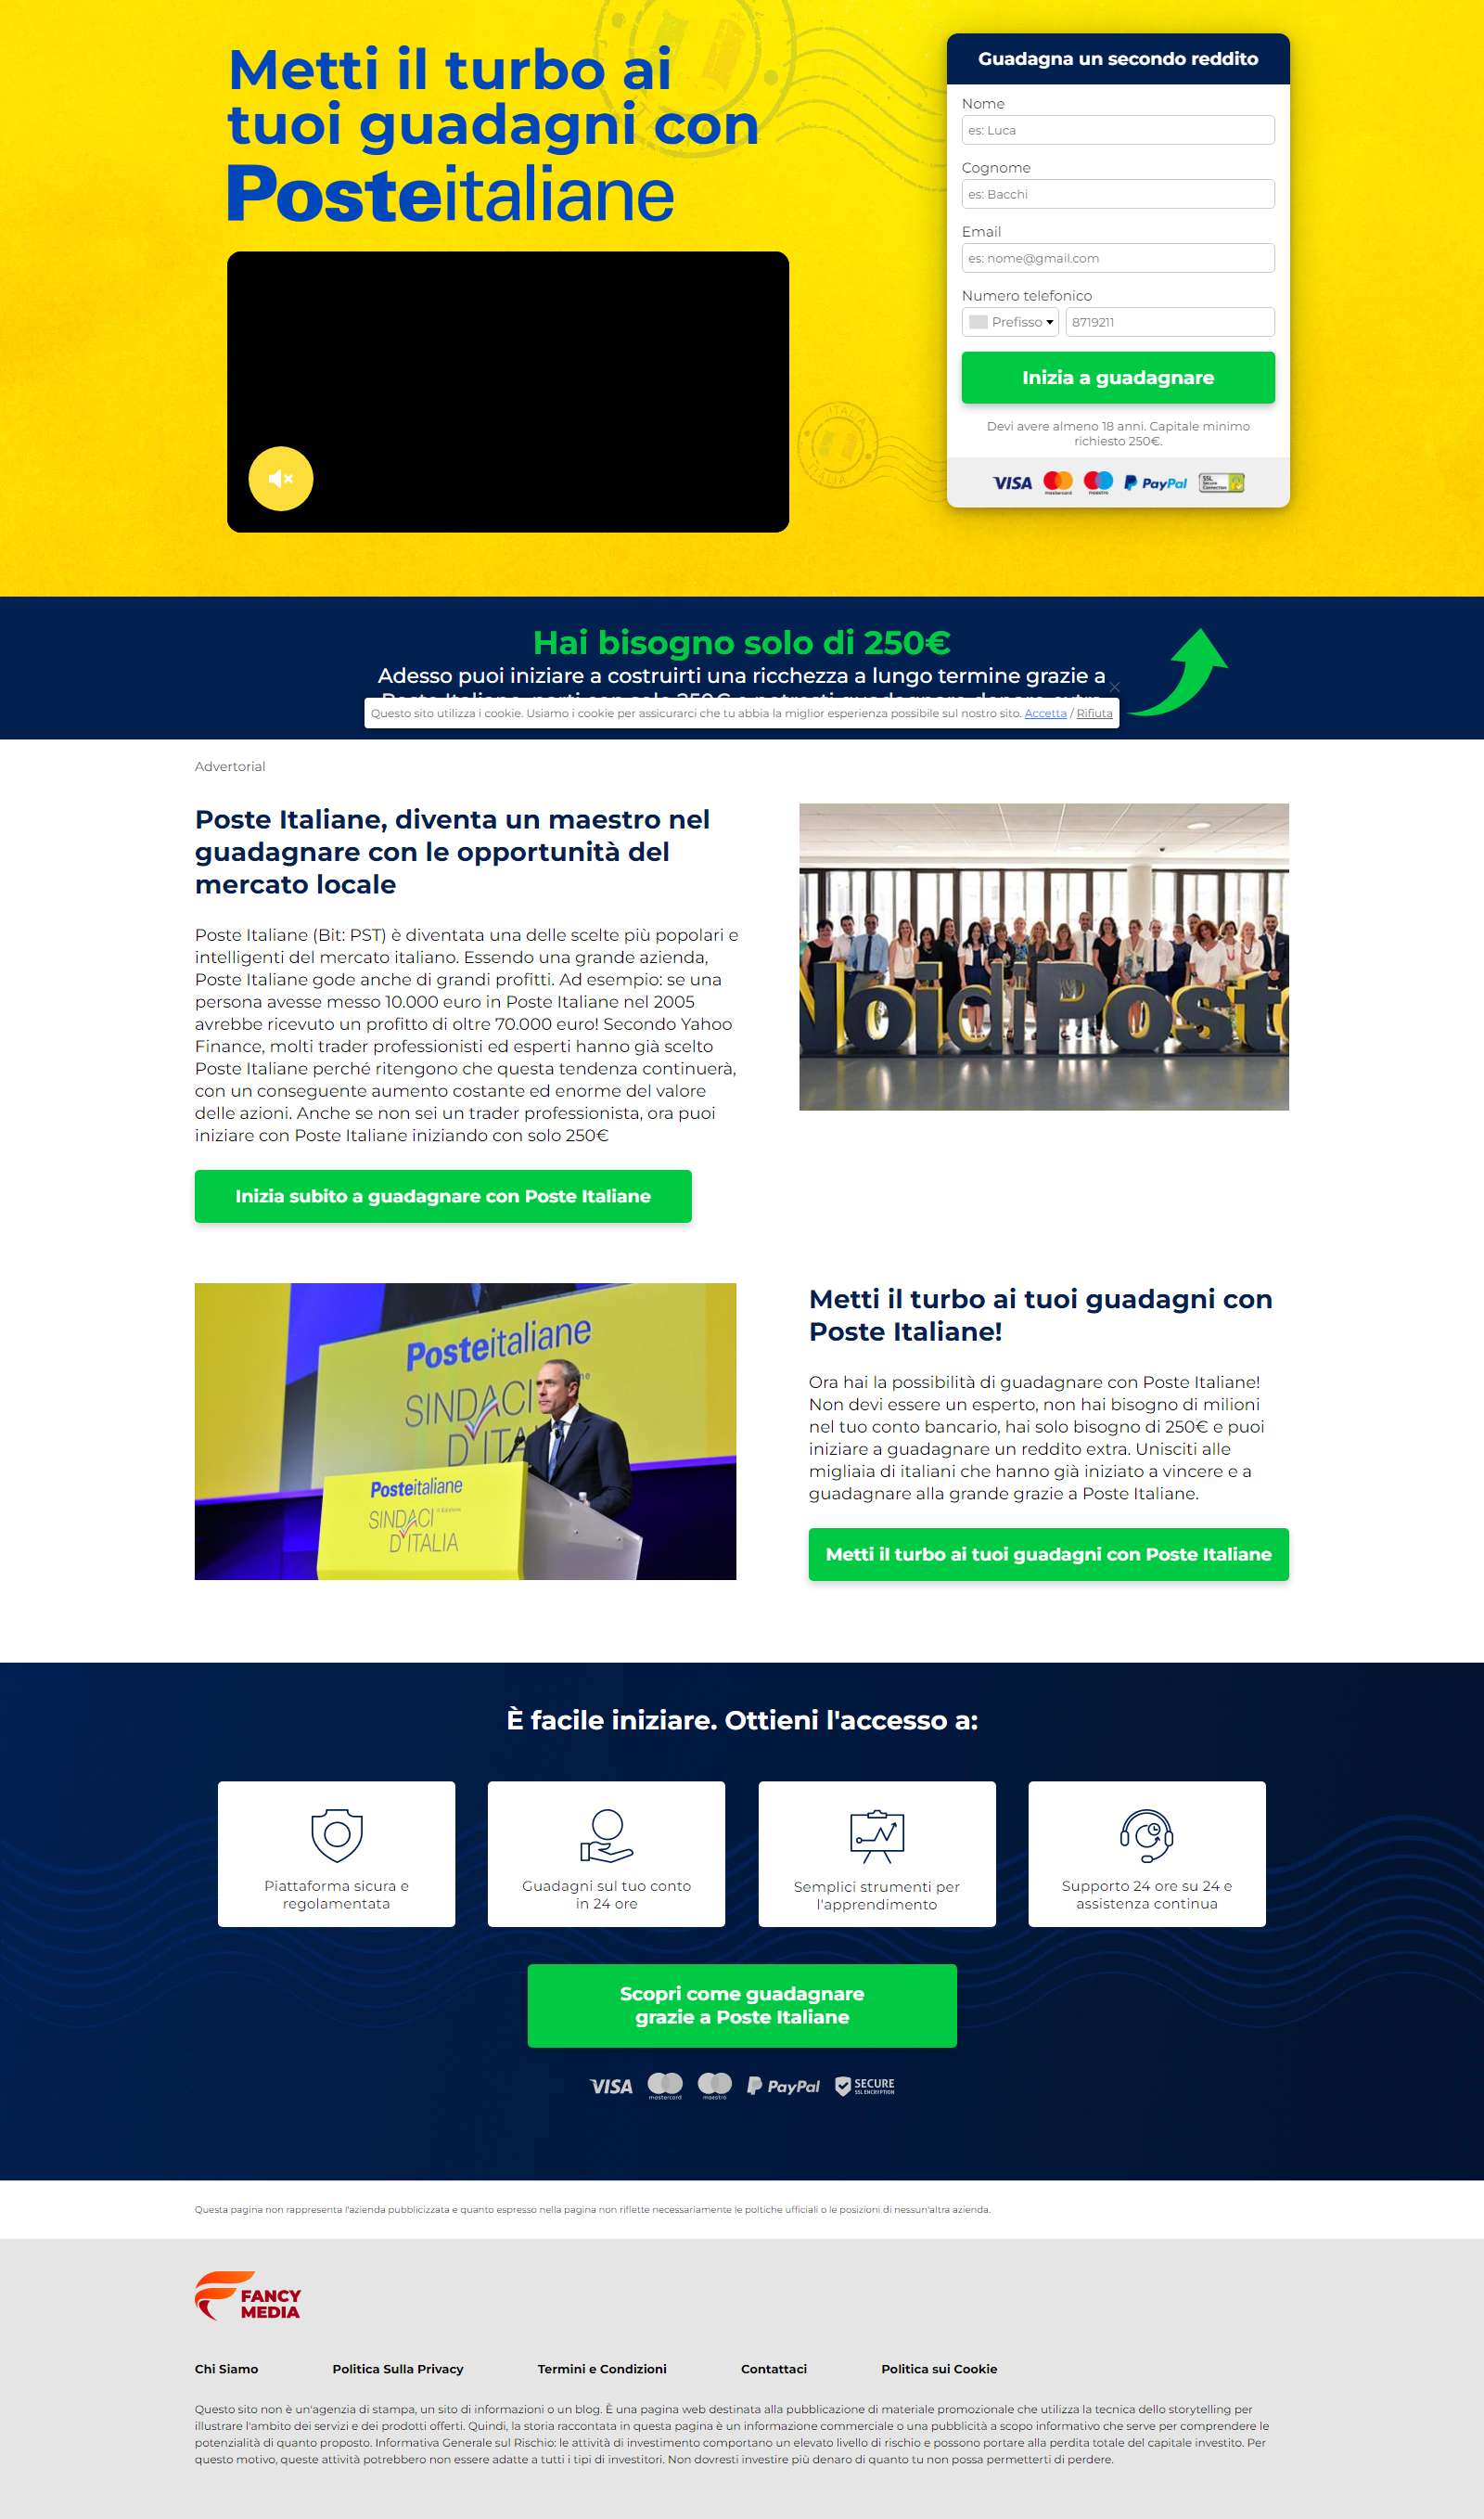 Metti il turbo ai
tuoi guadagni con
Posteitaliane
Guadagna un secondo reddito
Nome
es: Luca
Cognome
es: Bacchi
Email
es: nome@gmail.com
Numero telefonico
Prefisso
8719211
Inizia a guadagnare
Devi avere almeno 18 anni. Capitale minimo
richiesto 250€.
VISA
mastercard
maestro
PayPal
SSL
Secure
Connection
ITALIA
ITALIA
Hai bisogno solo di 250€
Adesso puoi iniziare a costruirti una ricchezza a lungo termine grazie a
Questo sito utilizza i cookie. Usiamo i cookie per assicurarci che tu abbia la miglior esperienza possibile sul nostro sito. Accetta / Rifiuta
Advertorial
Poste Italiane, diventa un maestro nel
guadagnare con le opportunità del
mercato locale
Poste Italiane (Bit: PST) è diventata una delle scelte più popolari e
intelligenti del mercato italiano. Essendo una grande azienda,
Poste Italiane gode anche di grandi profitti. Ad esempio: se una
persona avesse messo 10.000 euro in Poste Italiane nel 2005
avrebbe ricevuto un profitto di oltre 70.000 euro! Secondo Yahoo
Finance, molti trader professionisti ed esperti hanno già scelto
Poste Italiane perché ritengono che questa tendenza continuerà,
con un conseguente aumento costante ed enorme del valore
delle azioni. Anche se non sei un trader professionista, ora puoi
iniziare con Poste Italiane iniziando con solo 250€
NoidiPoste
Inizia subito a guadagnare con Poste Italiane
Posteitaliane
SINDACI
D'ITA
Posteitaliane
SINDACI
D'ITALIA
Metti il turbo ai tuoi guadagni con
Poste Italiane!
Ora hai la possibilità di guadagnare con Poste Italiane!
Non devi essere un esperto, non hai bisogno di milioni
nel tuo conto bancario, hai solo bisogno di 250€ e puoi
iniziare a guadagnare un reddito extra. Unisciti alle
migliaia di italiani che hanno già iniziato a vincere e a
guadagnare alla grande grazie a Poste Italiane.
Metti il turbo ai tuoi guadagni con Poste Italiane
È facile iniziare. Ottieni l'accesso a:
Piattaforma sicura e
regolamentata
Guadagni sul tuo conto
in 24 ore
Semplici strumenti per
l'apprendimento
Supporto 24 ore su 24 e
assistenza continua
Scopri come guadagnare
grazie a Poste Italiane
VISA
mastercard
maestro
PayPal
SECURE
SSL ENCRYPTION
Questa pagina non rappresenta l'azienda pubblicizzata e quanto espresso nella pagina non riflette necessariamente le poltiche ufficiali o le posizioni di nessun'altra azienda.
FANCY
MEDIA
Chi Siamo
Politica Sulla Privacy
Termini e Condizioni
Contattaci
Politica sui Cookie
Questo sito non è un'agenzia di stampa, un sito di informazioni o un blog. È una pagina web destinata alla pubblicazione di materiale promozionale che utilizza la tecnica dello storytelling per
illustrare l'ambito dei servizi e dei prodotti offerti. Quindi, la storia raccontata in questa pagina è un informazione commerciale o una pubblicità a scopo informativo che serve per comprendere le
potenzialità di quanto proposto. Informativa Generale sul Rischio: le attività di investimento comportano un elevato livello di rischio e possono portare alla perdita totale del capitale investito. Per
questo motivo, queste attività potrebbero non essere adatte a tutti i tipi di investitori. Non dovresti investire più denaro di quanto tu non possa permetterti di perdere.